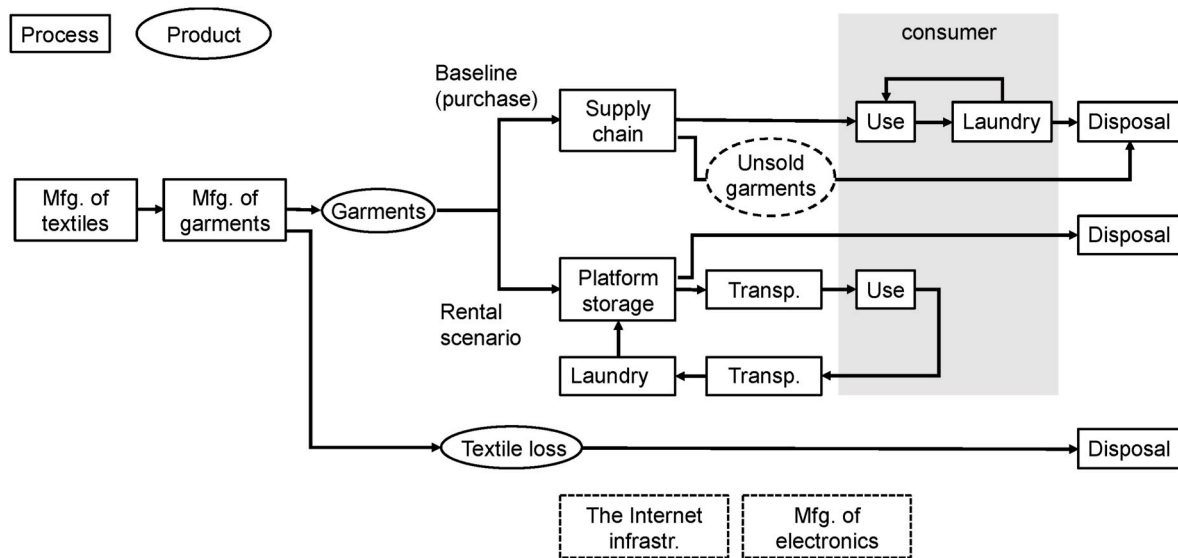 Process
Product
consumer
Baseline
(purchase)
Supply
chain
Use
Laundry
Disposal
Unsold
garments
Mfg. of
textiles
Mfg. of
garments
Garments
Disposal
Platform
storage
Transp.
Use
Rental
scenario
Laundry
Transp.
Textile loss
Disposal
The Internet
infrastr.
Mfg. of
electronics